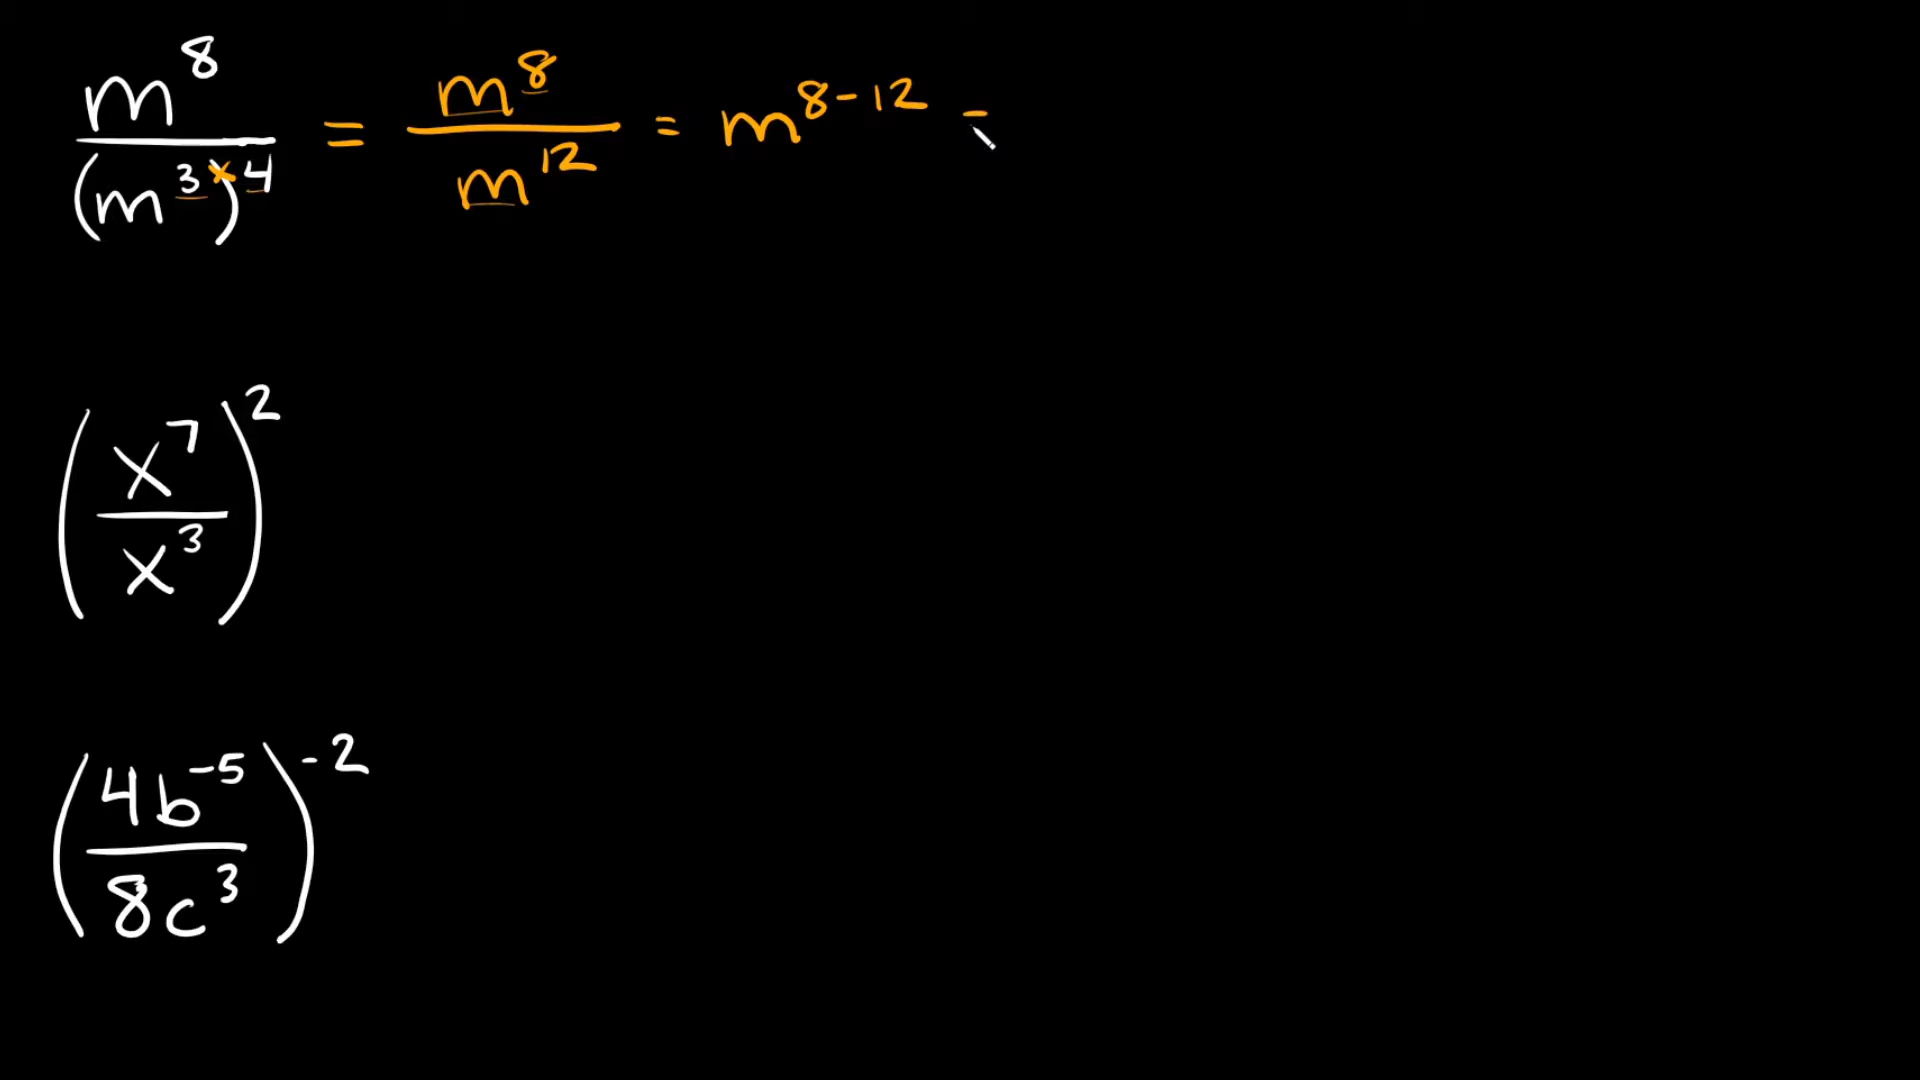 m^8/(m^3×)^4 = m^8/m^12 = m^(8-12) -
(x^7/x^3)^2
(4b^-5/8c^3)^-2